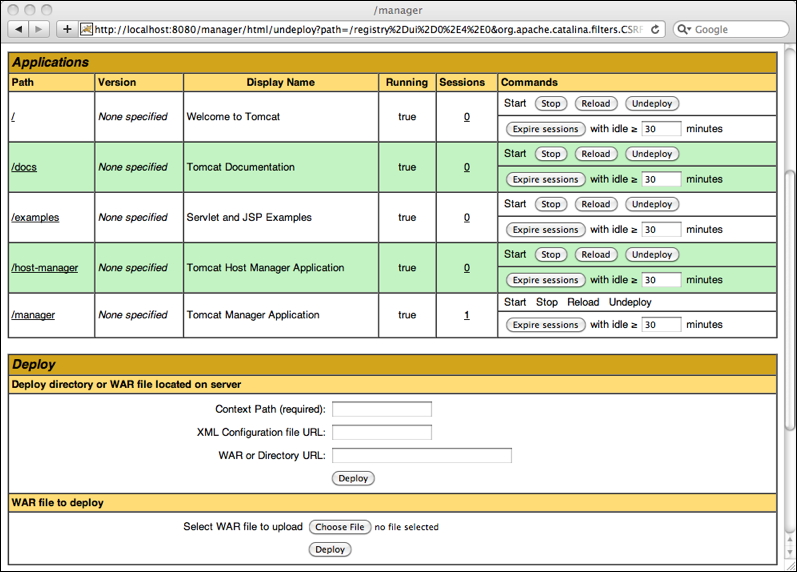 /manager
http://localhost:8080/manager/html/undeploy?path=/registry%2Dui%2D0%2E4%2E0&org.apache.catalina.filters.CSR
Google
Applications
Path Version Display Name Running Sessions Commands
/ None specified Welcome to Tomcat true 0 Start Stop Reload Undeploy
Expire sessions with idle ≥ 30 minutes
/docs None specified Tomcat Documentation true 0 Start Stop Reload Undeploy
Expire sessions with idle ≥ 30 minutes
/examples None specified Servlet and JSP Examples true 0 Start Stop Reload Undeploy
Expire sessions with idle ≥ 30 minutes
/host-manager None specified Tomcat Host Manager Application true 0 Start Stop Reload Undeploy
Expire sessions with idle ≥ 30 minutes
/manager None specified Tomcat Manager Application true 1 Start Stop Reload Undeploy
Expire sessions with idle ≥ 30 minutes
Deploy
Deploy directory or WAR file located on server
Context Path (required):
XML Configuration file URL:
WAR or Directory URL:
Deploy
WAR file to deploy
Select WAR file to upload Choose File no file selected
Deploy